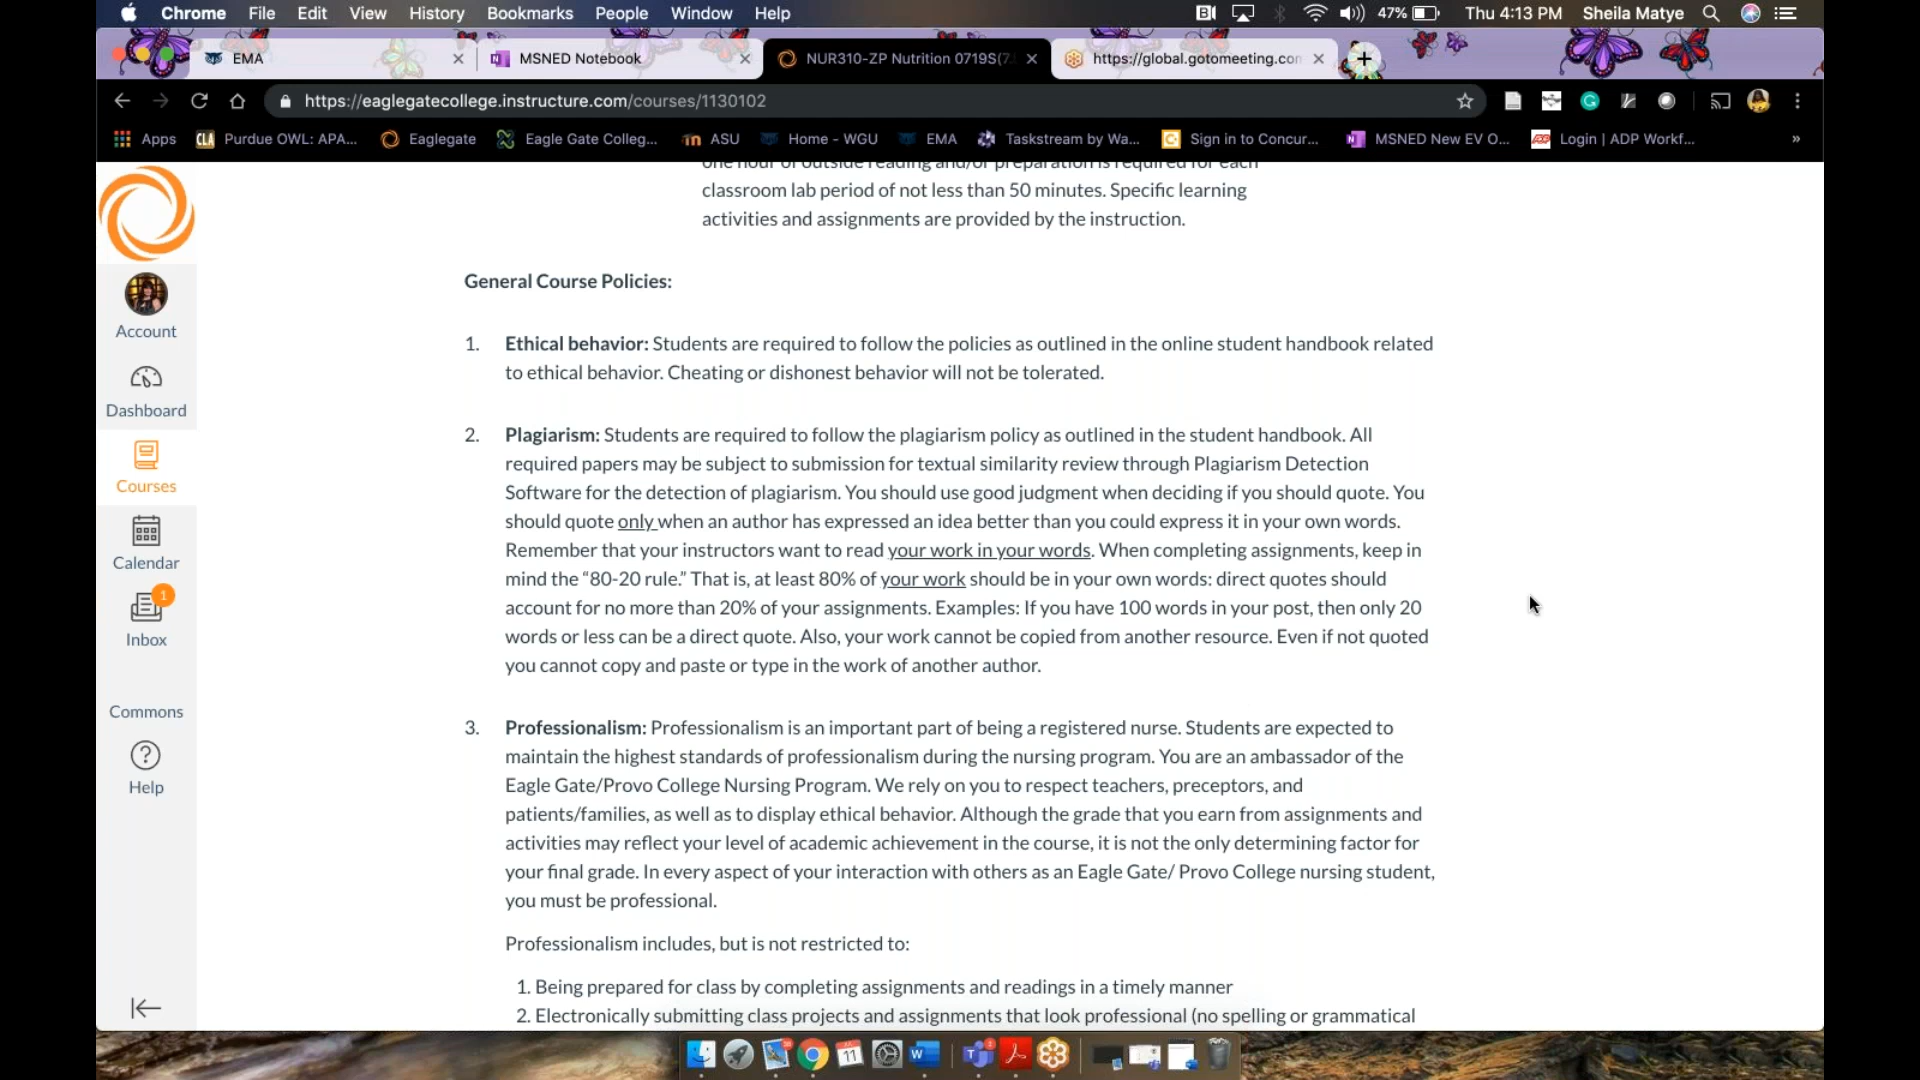 Chrome File Edit View History Bookmarks People Window Help 47% Thu 4:13 PM Sheila Matye
EMA MSNED Notebook NUR310-ZP Nutrition 0719S(7. https://global.gotomeeting.con
https://eaglegatecollege.instructure.com/courses/1130102
Apps CLA Purdue OWL: APA... Eaglegate Eagle Gate Colleg... ASU Home - WGU EMA Taskstream by Wa... Sign in to Concur... MSNED New EV O... Login | ADP Workf... »
one hour of outside reading and/or preparation is required for each
classroom lab period of not less than 50 minutes. Specific learning
activities and assignments are provided by the instruction.
General Course Policies:
1. Ethical behavior: Students are required to follow the policies as outlined in the online student handbook related
to ethical behavior. Cheating or dishonest behavior will not be tolerated.
2. Plagiarism: Students are required to follow the plagiarism policy as outlined in the student handbook. All
required papers may be subject to submission for textual similarity review through Plagiarism Detection
Software for the detection of plagiarism. You should use good judgment when deciding if you should quote. You
should quote only when an author has expressed an idea better than you could express it in your own words.
Remember that your instructors want to read your work in your words. When completing assignments, keep in
mind the “80-20 rule.” That is, at least 80% of your work should be in your own words: direct quotes should
account for no more than 20% of your assignments. Examples: If you have 100 words in your post, then only 20
words or less can be a direct quote. Also, your work cannot be copied from another resource. Even if not quoted
you cannot copy and paste or type in the work of another author.
3. Professionalism: Professionalism is an important part of being a registered nurse. Students are expected to
maintain the highest standards of professionalism during the nursing program. You are an ambassador of the
Eagle Gate/Provo College Nursing Program. We rely on you to respect teachers, preceptors, and
patients/families, as well as to display ethical behavior. Although the grade that you earn from assignments and
activities may reflect your level of academic achievement in the course, it is not the only determining factor for
your final grade. In every aspect of your interaction with others as an Eagle Gate/ Provo College nursing student,
you must be professional.
Professionalism includes, but is not restricted to:
1. Being prepared for class by completing assignments and readings in a timely manner
2. Electronically submitting class projects and assignments that look professional (no spelling or grammatical
Account
Dashboard
Courses
Calendar
1
Inbox
Commons
Help
11
W